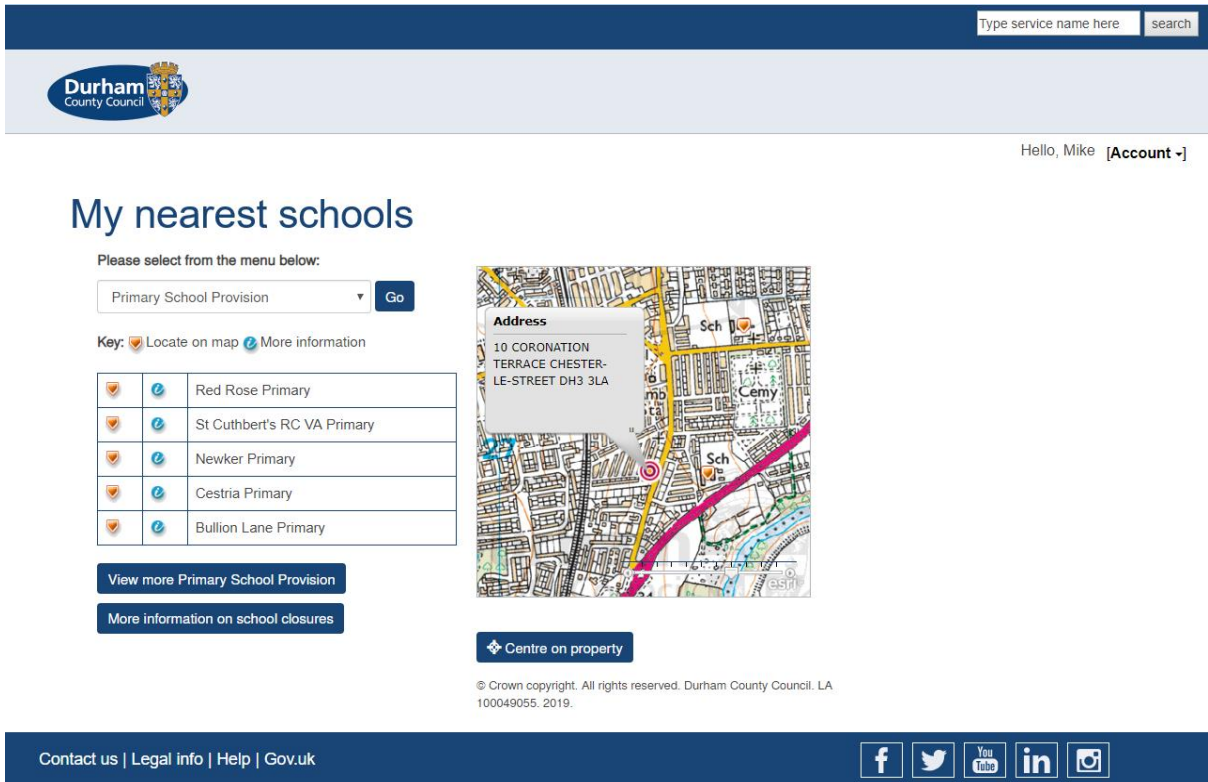 Type service name here search
Durham
County Council
Hello, Mike [Account ]
My nearest schools
Please select from the menu below:
Primary School Provision Go
Key: Locate on map More information
Red Rose Primary
St Cuthbert's RC VA Primary
Newker Primary
Cestria Primary
Bullion Lane Primary
View more Primary School Provision
More information on school closures
Address
10 CORONATION
TERRACE CHESTER-
LE-STREET DH3 3LA
Sch
Cemy
27
Sch
esri
Centre on property
© Crown copyright. All rights reserved. Durham County Council. LA
100049055. 2019.
Contact us | Legal info | Help | Gov.uk
f You Tube in